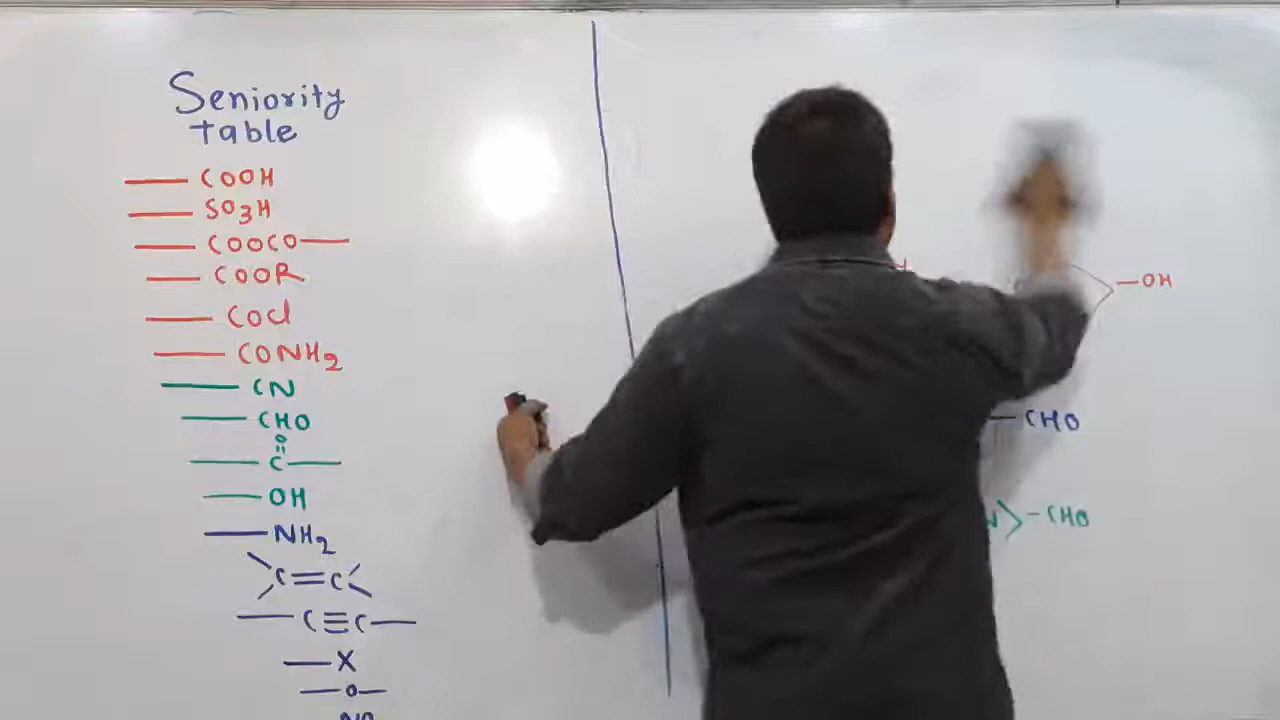 Seniority
table
— COOH
— SO3H
— COOCO —
— COOR
— COCl
— CONH2
— CN
— CHO
O
— C —
— OH
— NH2
C=C
— C≡C —
— X
— O —
— OH
— CHO
— CHO